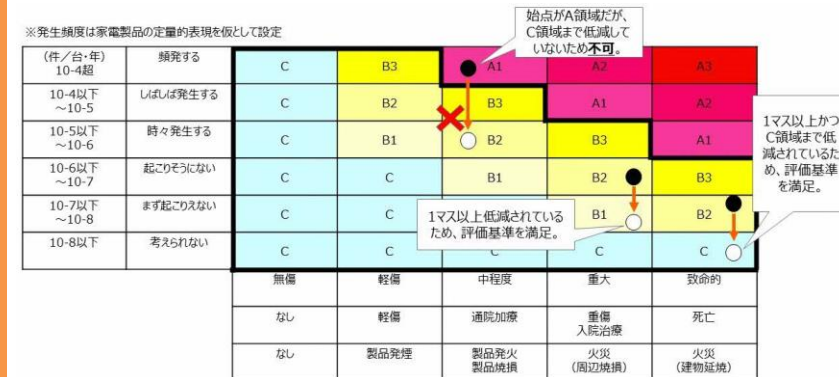 ※発生頻度は家電製品の定量的表現を仮として設定
始点がA領域だが、
C領域まで低減して
いないため不可。
(件／台・年)
10-4超
頻発する
C
B3
A1
A2
A3
10-4以下
～10-5
しばしば発生する
C
B2
B3
A1
A2
10-5以下
～10-6
時々発生する
C
B1
B2
B3
A1
1マス以上かつ
C領域まで低
減されているた
め、評価基準
を満足。
10-6以下
～10-7
起こりそうにない
C
C
B1
B2
B3
10-7以下
～10-8
まず起こりえない
C
C
B1
B2
1マス以上低減されている
ため、評価基準を満足。
10-8以下
考えられない
C
C
C
C
C
無傷
軽傷
中程度
重大
致命的
なし
軽傷
通院加療
重傷
入院治療
死亡
なし
製品発煙
製品発火
製品焼損
火災
(周辺焼損)
火災
(建物延焼)